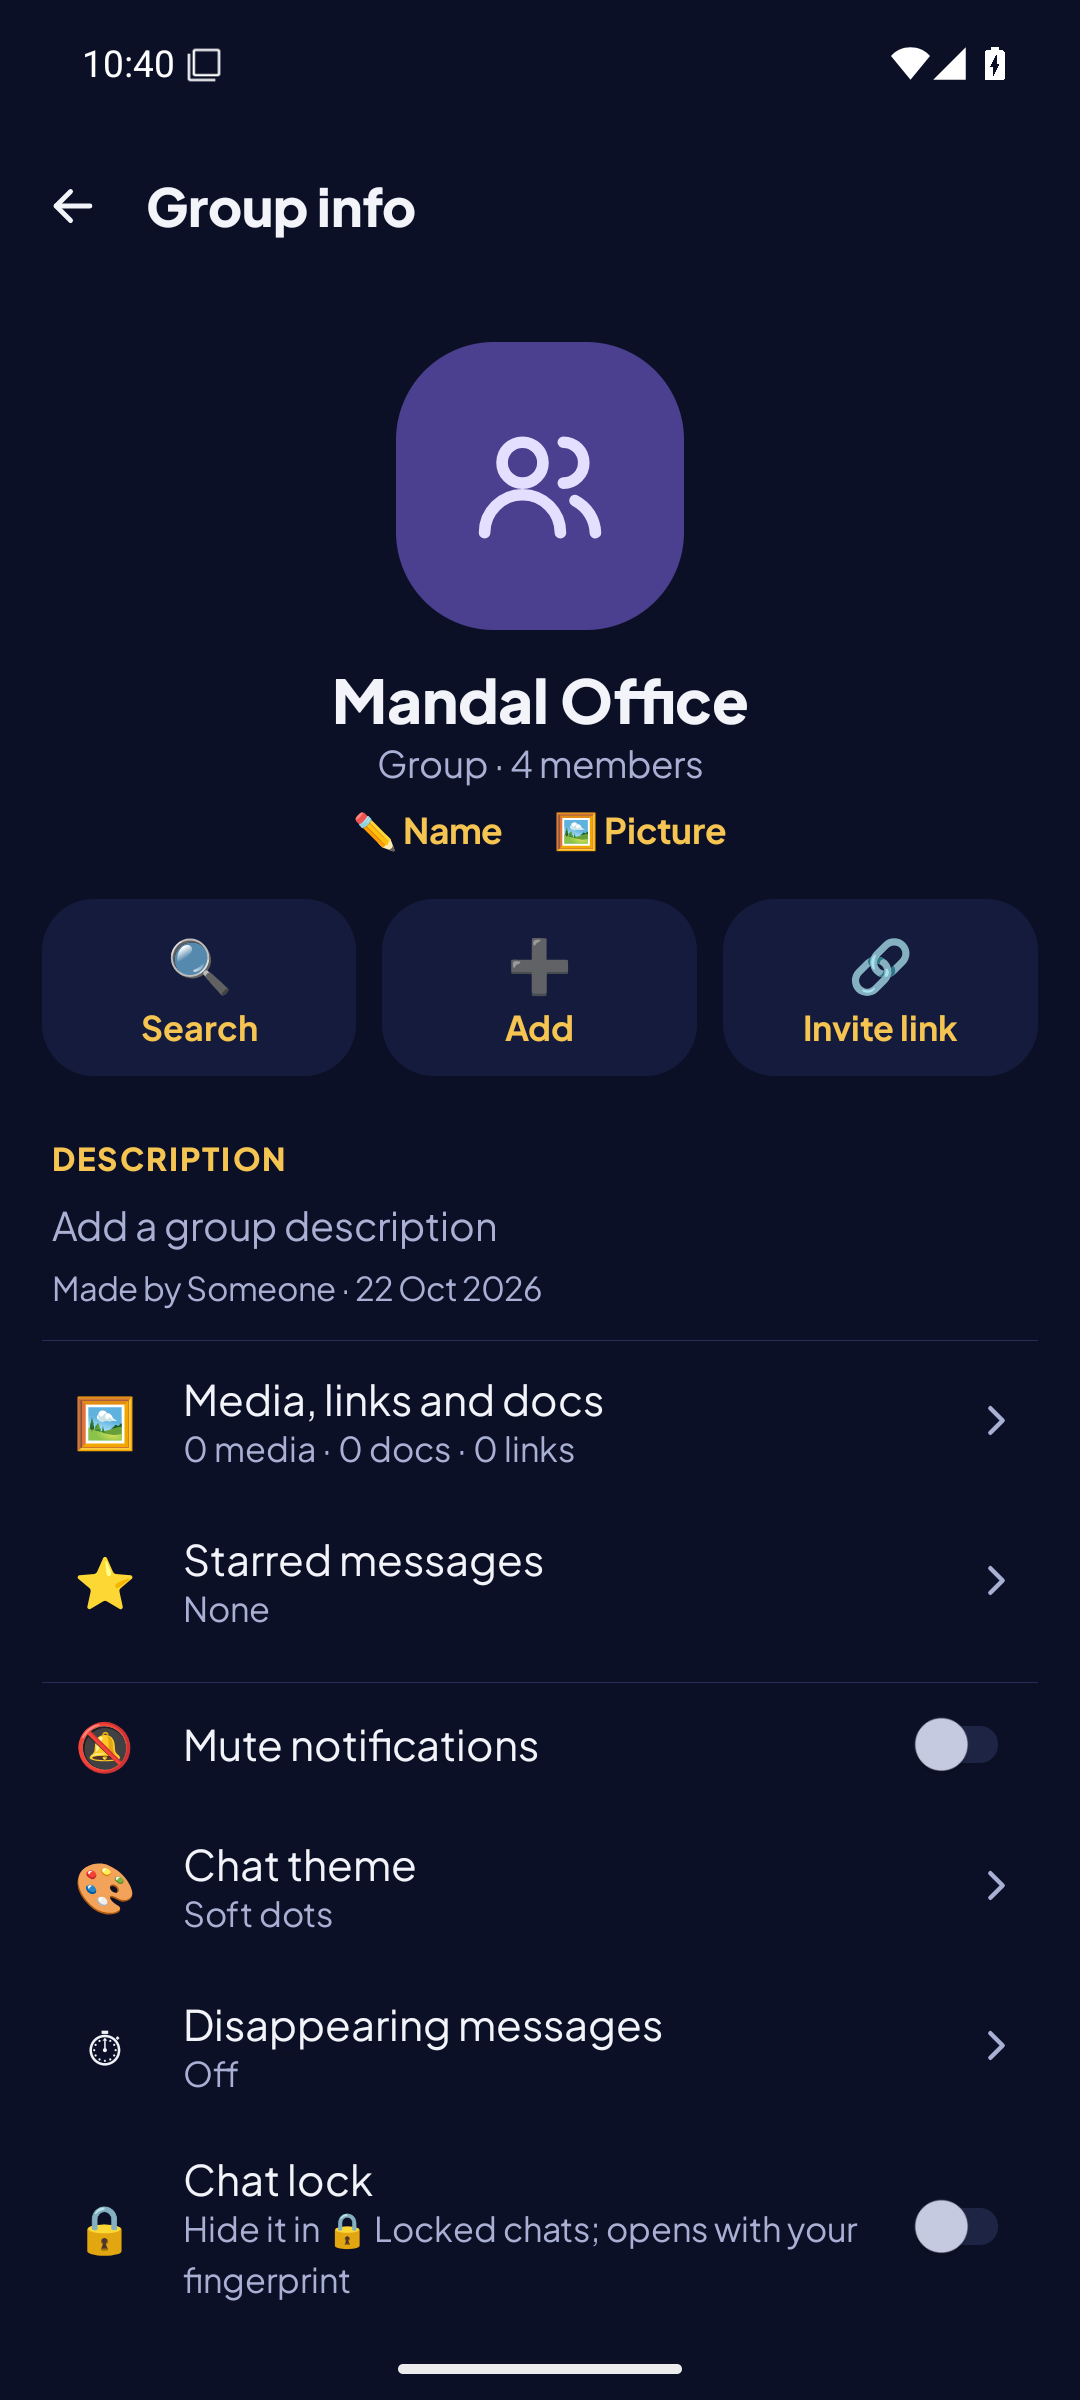 10:40
Group info
Mandal Office
Group · 4 members
✏️ Name 🖼️ Picture
Search
Add
Invite link
DESCRIPTION
Add a group description
Made by Someone · 22 Oct 2026
Media, links and docs
0 media · 0 docs · 0 links
Starred messages
None
Mute notifications
Chat theme
Soft dots
Disappearing messages
Off
Chat lock
Hide it in 🔒 Locked chats; opens with your
fingerprint